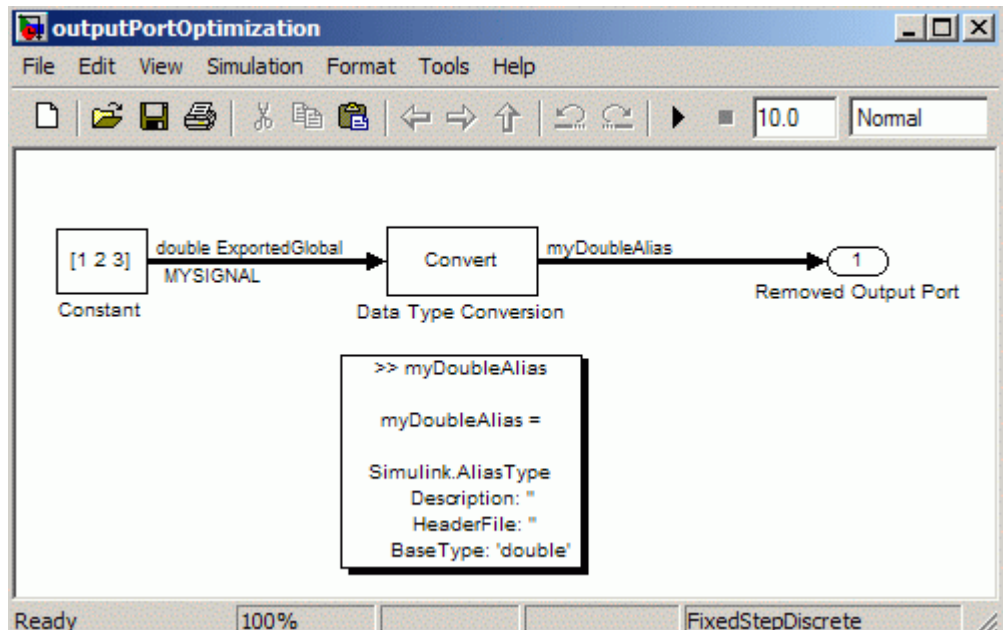 outputPortOptimization
File Edit View Simulation Format Tools Help
10.0 Normal
[1 2 3]
double ExportedGlobal
MYSIGNAL
Constant
Convert
Data Type Conversion
myDoubleAlias
1
Removed Output Port
>> myDoubleAlias
myDoubleAlias =
Simulink.AliasType
Description: ''
HeaderFile: ''
BaseType: 'double'
Ready 100% FixedStepDiscrete